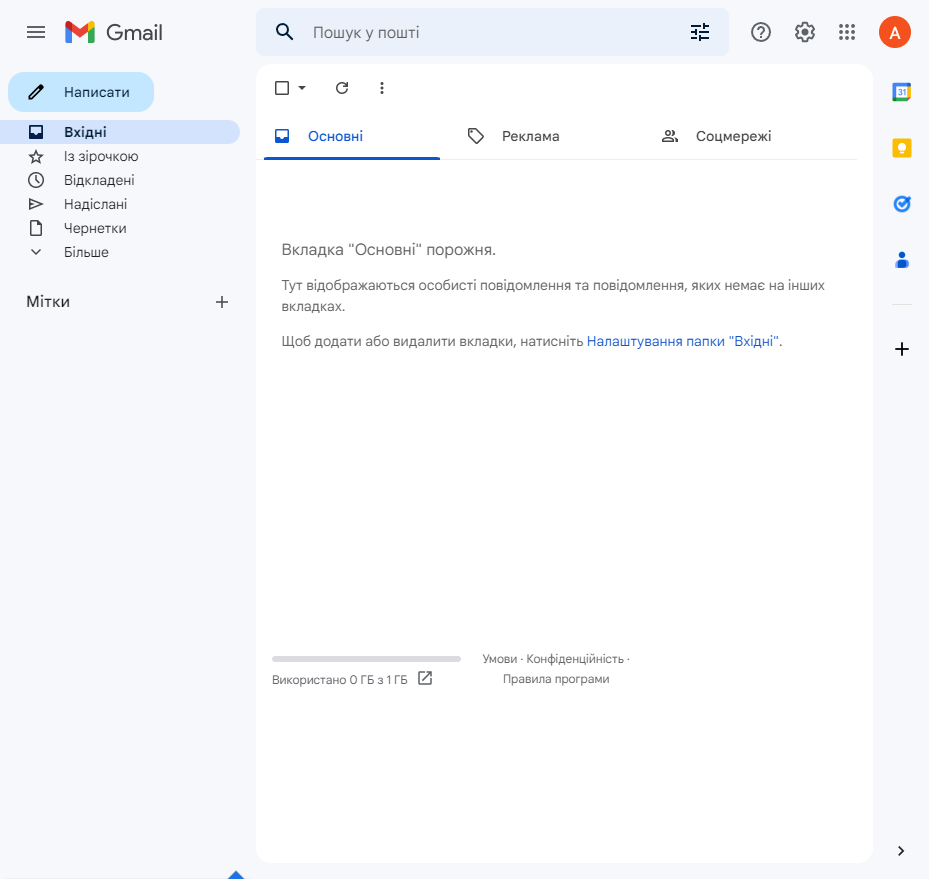 Gmail
Пошук у пошті
A
Написати
Вхідні
Із зірочкою
Відкладені
Надіслані
Чернетки
Більше
Мітки
Основні
Реклама
Соцмережі
31
Вкладка "Основні" порожня.
Тут відображаються особисті повідомлення та повідомлення, яких немає на інших
вкладках.
Щоб додати або видалити вкладки, натисніть Налаштування папки "Вхідні".
Використано 0 ГБ з 1 ГБ
Умови · Конфіденційність ·
Правила програми